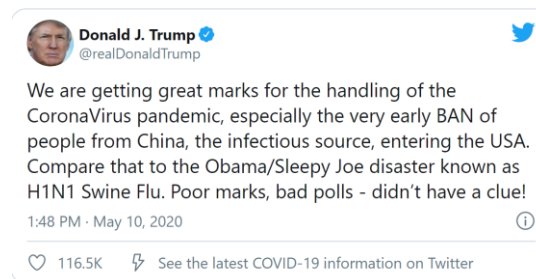 Donald J. Trump
@realDonaldTrump
We are getting great marks for the handling of the
CoronaVirus pandemic, especially the very early BAN of
people from China, the infectious source, entering the USA.
Compare that to the Obama/Sleepy Joe disaster known as
H1N1 Swine Flu. Poor marks, bad polls - didn’t have a clue!
1:48 PM · May 10, 2020
116.5K See the latest COVID-19 information on Twitter